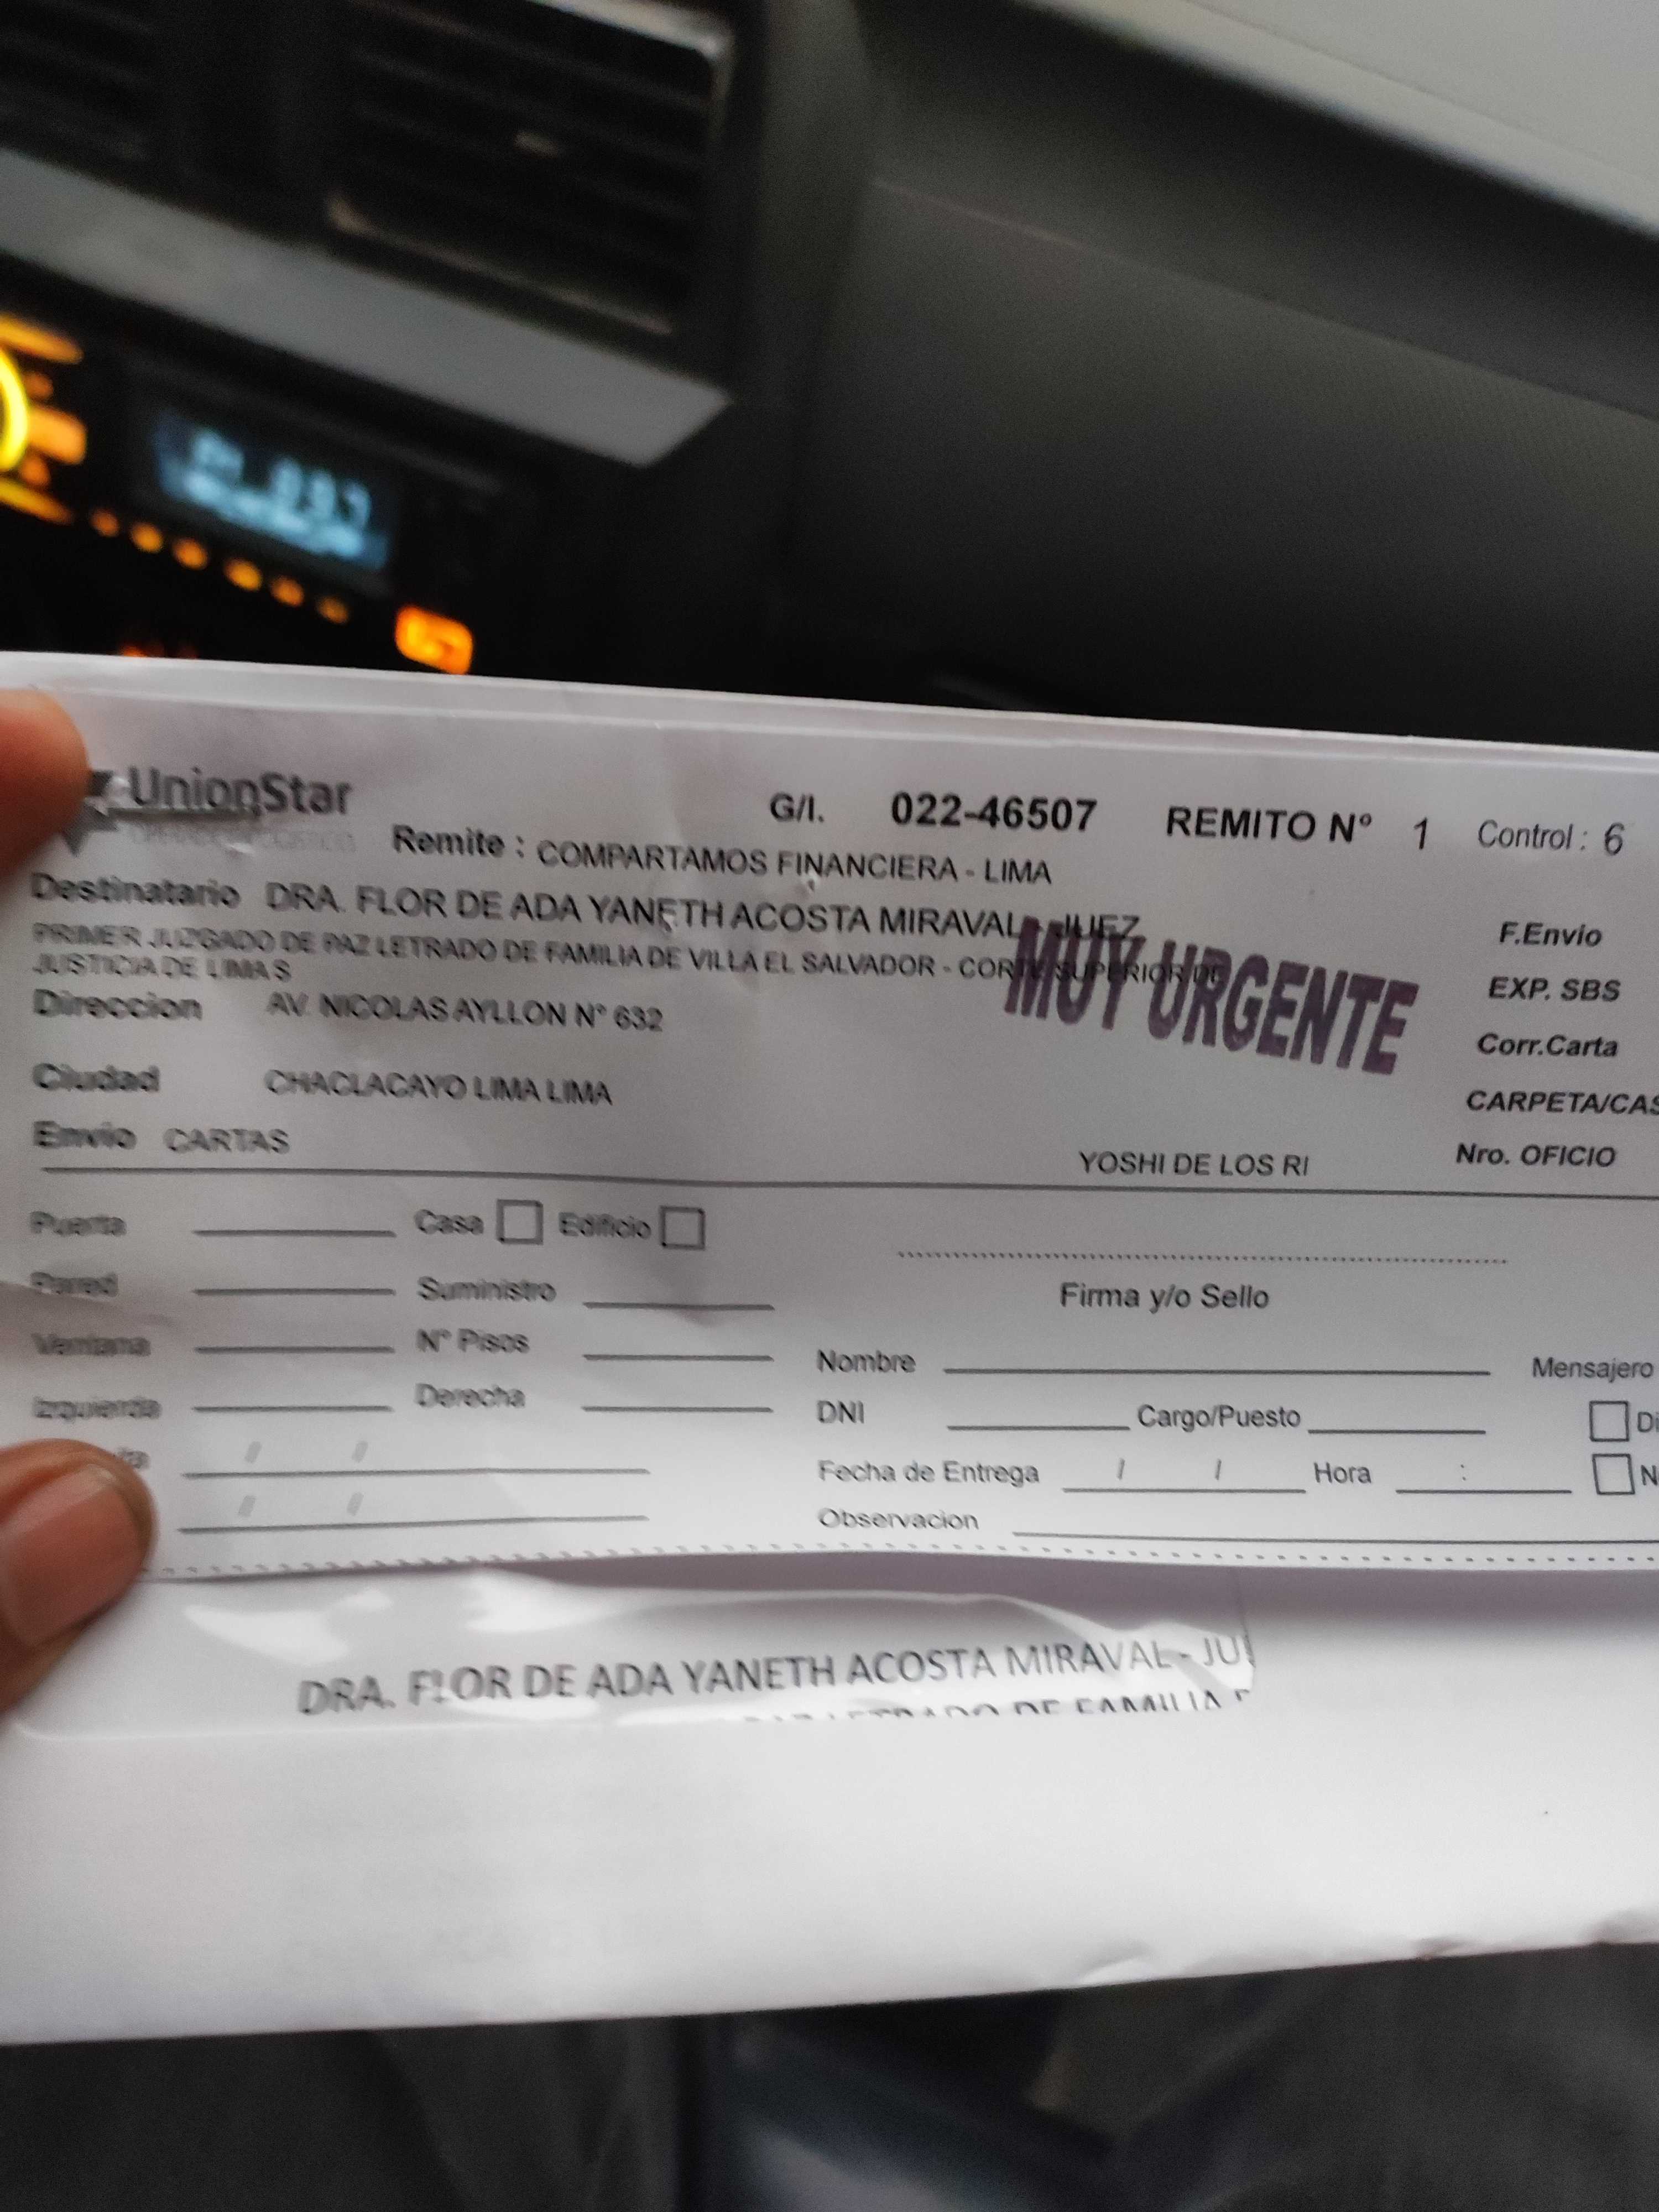 UnionStar
G/I. 022-46507 REMITO N° 1 Control : 6
Remite : COMPARTAMOS FINANCIERA - LIMA
Destinatario DRA. FLOR DE ADA YANETH ACOSTA MIRAVAL - JUEZ
PRIMER JUZGADO DE PAZ LETRADO DE FAMILIA DE VILLA EL SALVADOR - CORTE SUPERIOR DE
JUSTICIA DE LIMA S
MUY URGENTE
Direccion AV. NICOLAS AYLLON N° 632
Ciudad CHACLACAYO LIMA LIMA
Envio CARTAS
YOSHI DE LOS RI
F.Envio
EXP. SBS
Corr.Carta
CARPETA/CAS
Nro. OFICIO
Puerta Casa Edificio
Pared Suministro
Ventana N° Pisos
Izquierda Derecha
/ /
/ /
Firma y/o Sello
Nombre Mensajero
DNI Cargo/Puesto Di
Fecha de Entrega / / Hora : N
Observacion
DRA. FLOR DE ADA YANETH ACOSTA MIRAVAL - JU
LETRADO DE FAMILIA